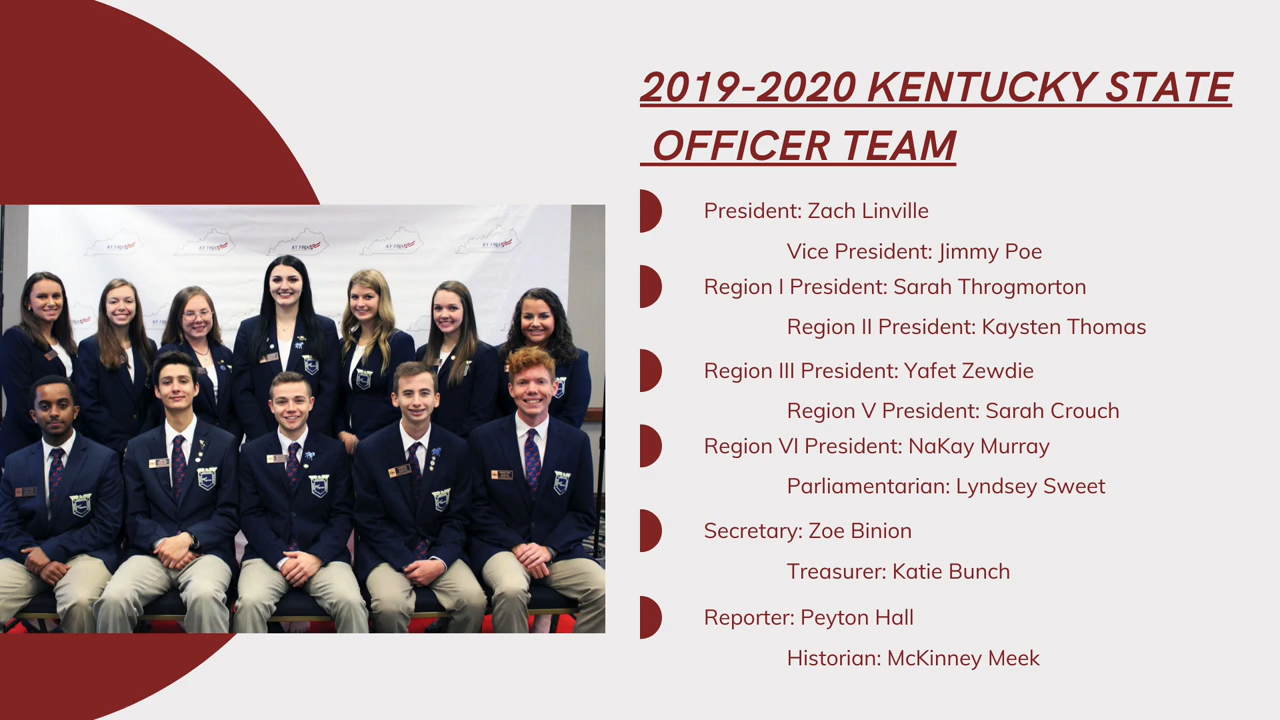 2019-2020 KENTUCKY STATE
OFFICER TEAM
President: Zach Linville
Vice President: Jimmy Poe
Region I President: Sarah Throgmorton
Region II President: Kaysten Thomas
Region III President: Yafet Zewdie
Region V President: Sarah Crouch
Region VI President: NaKay Murray
Parliamentarian: Lyndsey Sweet
Secretary: Zoe Binion
Treasurer: Katie Bunch
Reporter: Peyton Hall
Historian: McKinney Meek